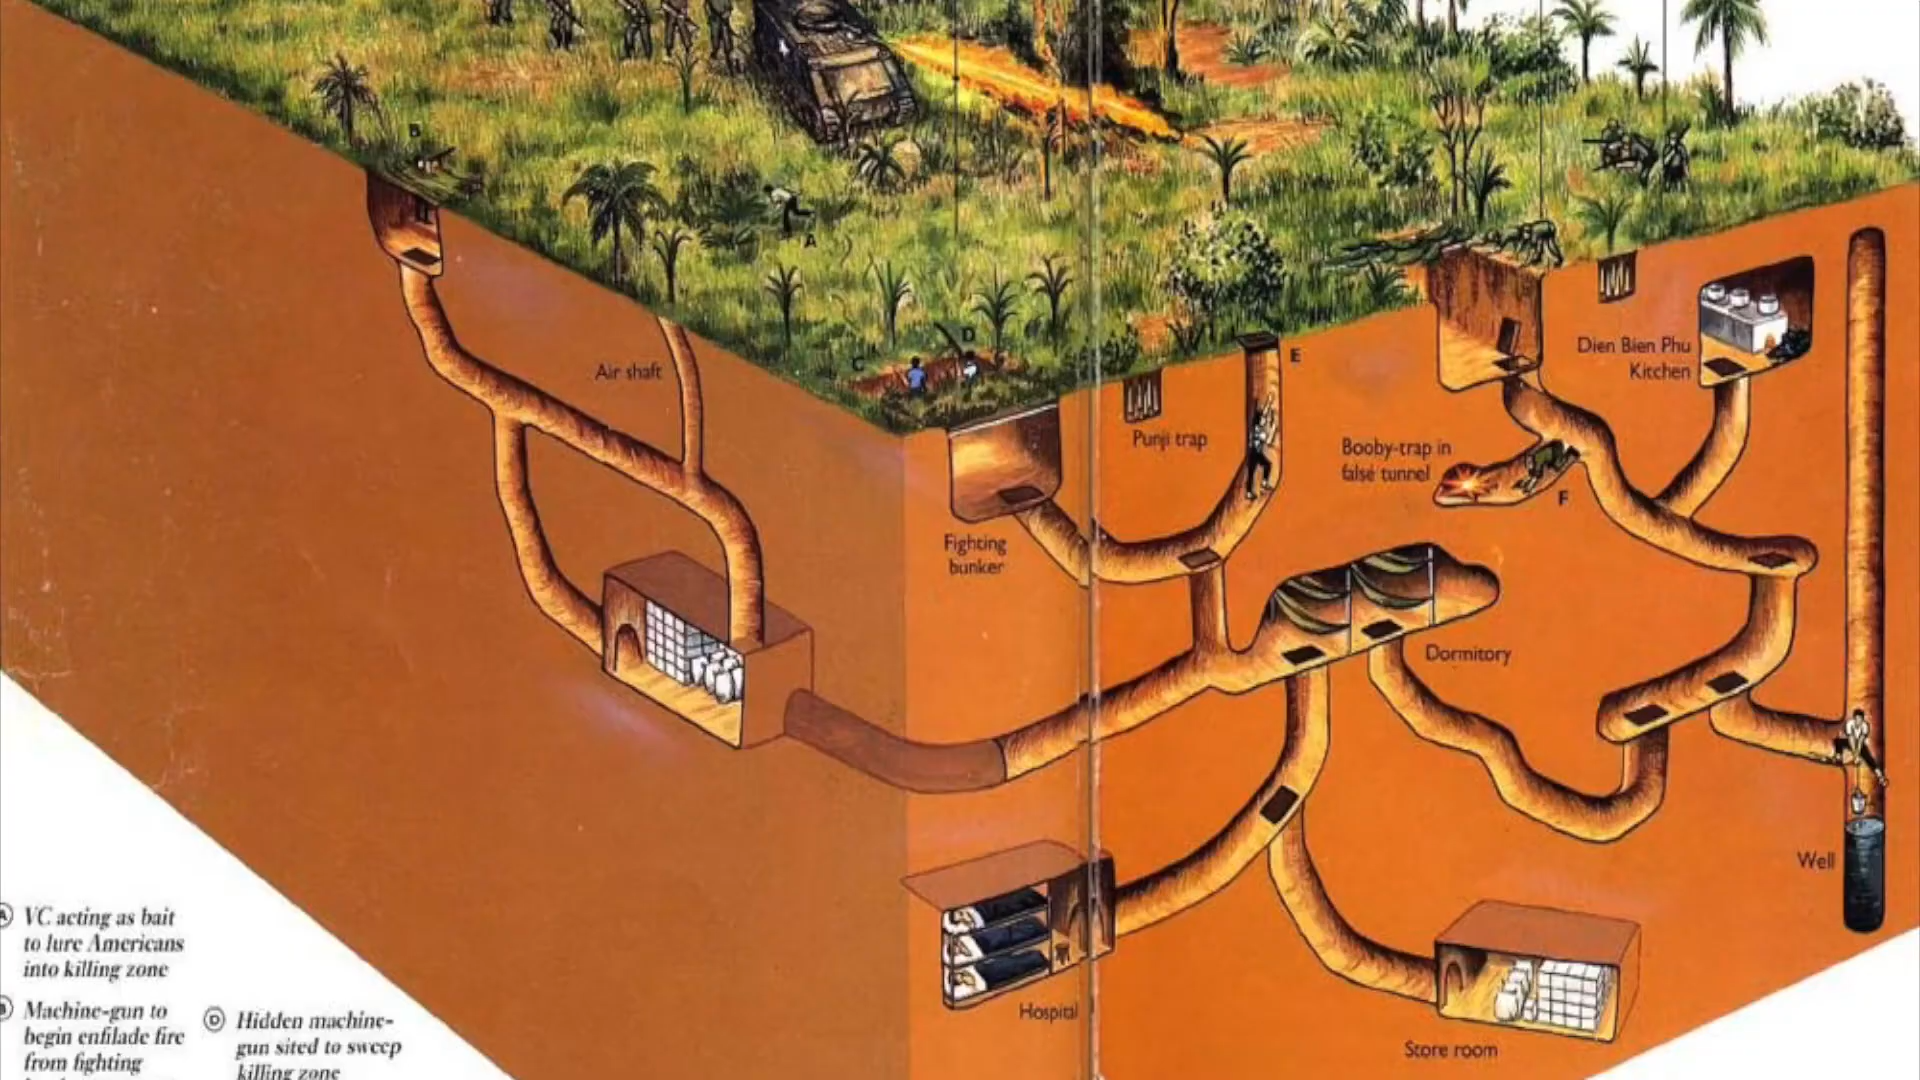 B
A
C
D
E
Air shaft
Dien Bien Phu
Kitchen
Punji trap
Booby-trap in
false tunnel
F
Fighting
bunker
Dormitory
Well
Hospital
Store room
A VC acting as bait
to lure Americans
into killing zone
B Machine-gun to
begin enfilade fire
from fighting
D Hidden machine-
gun sited to sweep
killing zone